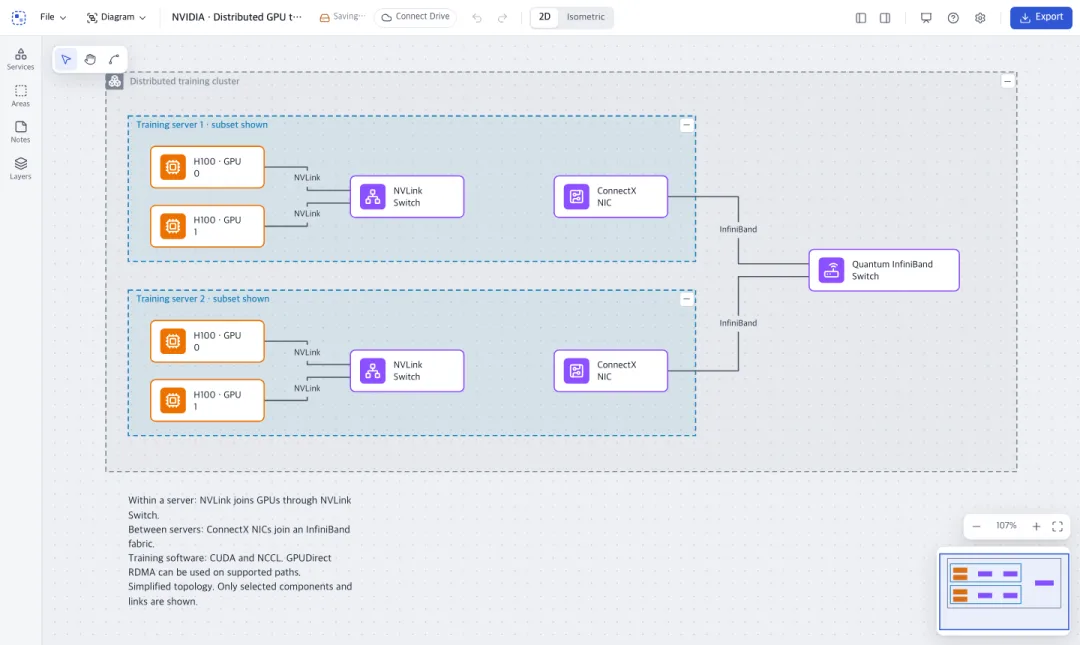 File
Diagram
NVIDIA · Distributed GPU t···
Saving···
Connect Drive
2D
Isometric
Export
Services
Areas
Notes
Layers
Distributed training cluster
Training server 1 · subset shown
H100 · GPU
0
H100 · GPU
1
NVLink
NVLink
NVLink
Switch
ConnectX
NIC
InfiniBand
Quantum InfiniBand
Switch
Training server 2 · subset shown
H100 · GPU
0
H100 · GPU
1
NVLink
NVLink
NVLink
Switch
ConnectX
NIC
InfiniBand
Within a server: NVLink joins GPUs through NVLink
Switch.
Between servers: ConnectX NICs join an InfiniBand
fabric.
Training software: CUDA and NCCL. GPUDirect
RDMA can be used on supported paths.
Simplified topology. Only selected components and
links are shown.
107%